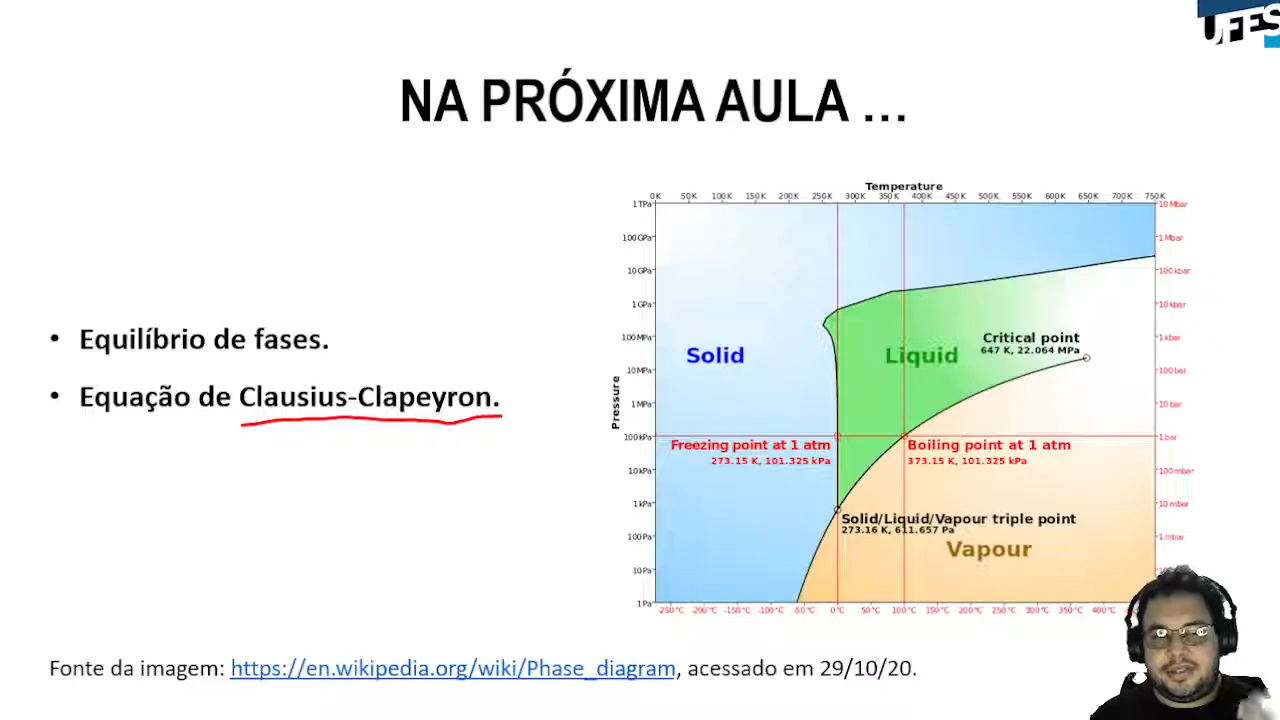 UFES
NA PRÓXIMA AULA ...
• Equilíbrio de fases.
• Equação de Clausius-Clapeyron.
Temperature
0K 50K 100K 150K 200K 250K 300K 350K 400K 450K 500K 550K 600K 650K 700K 750K
1 TPa 10 Mbar
100 GPa 1 Mbar
10 GPa 100 kbar
1 GPa 10 kbar
100 MPa 1 kbar
10 MPa 100 bar
1 MPa 10 bar
100 kPa 1 bar
10 kPa 100 mbar
1 kPa 10 mbar
100 Pa 1 mbar
10 Pa
1 Pa
Pressure
Solid
Liquid
Critical point
647 K, 22.064 MPa
Freezing point at 1 atm
273.15 K, 101.325 kPa
Boiling point at 1 atm
373.15 K, 101.325 kPa
Solid/Liquid/Vapour triple point
273.16 K, 611.657 Pa
Vapour
-250°C -200°C -150°C -100°C -50°C 0°C 50°C 100°C 150°C 200°C 250°C 300°C 350°C 400°C
Fonte da imagem: https://en.wikipedia.org/wiki/Phase_diagram, acessado em 29/10/20.